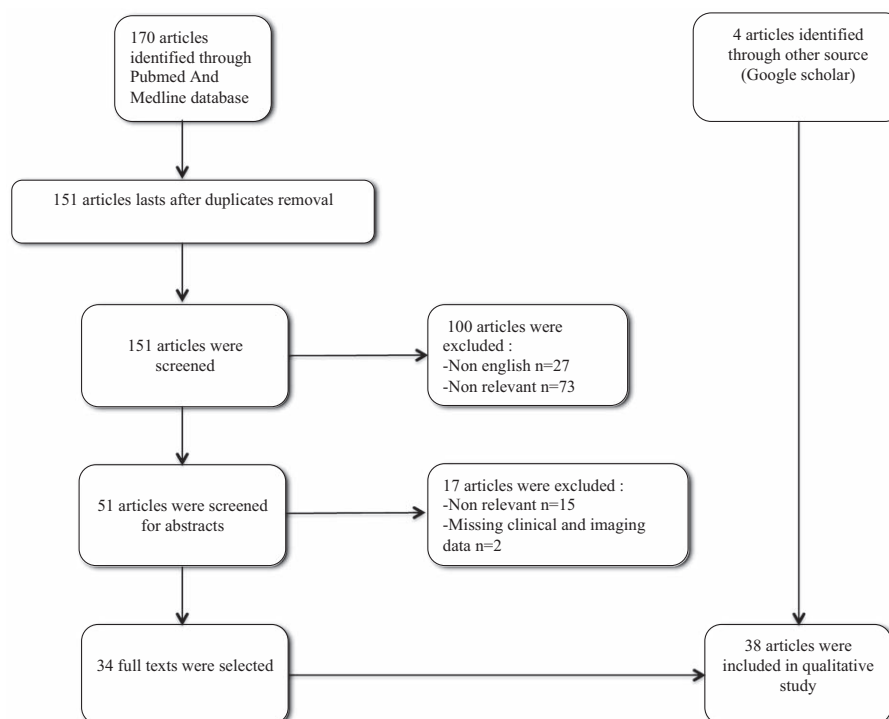 170 articles
identified through
Pubmed And
Medline database
4 articles identified
through other source
(Google scholar)
151 articles lasts after duplicates removal
151 articles were
screened
100 articles were
excluded :
-Non english n=27
-Non relevant n=73
51 articles were screened
for abstracts
17 articles were excluded :
-Non relevant n=15
-Missing clinical and imaging
data n=2
34 full texts were selected
38 articles were
included in qualitative
study